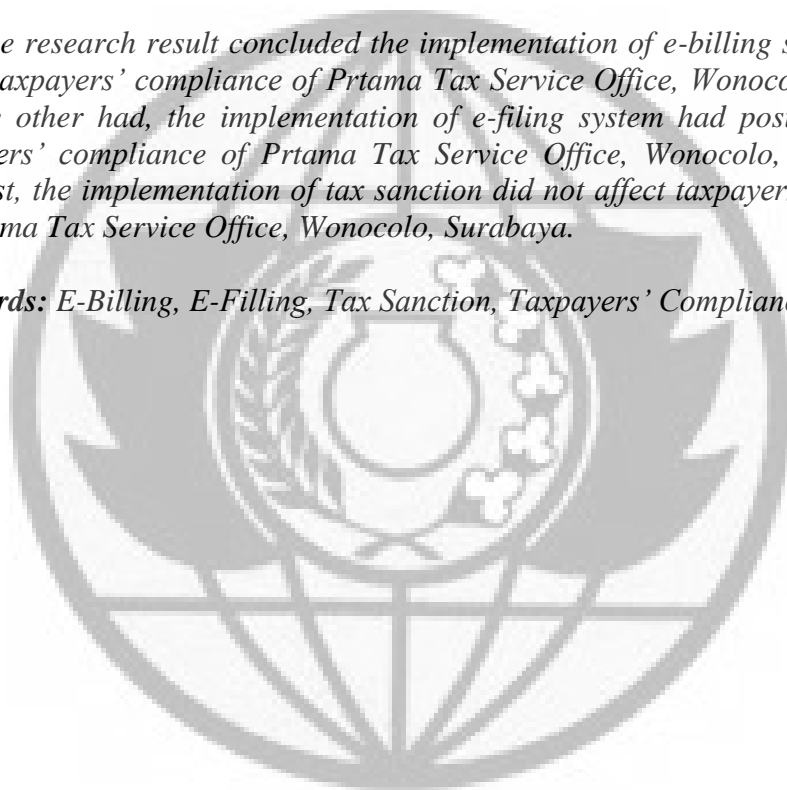 e research result concluded the implementation of e-billing s
axpayers' compliance of Prtama Tax Service Office, Wonoco
other had, the implementation of e-filing system had posi
ers' compliance of Prtama Tax Service Office, Wonocolo,
st, the implementation of tax sanction did not affect taxpayer
ma Tax Service Office, Wonocolo, Surabaya.
rds: E-Billing, E-Filling, Tax Sanction, Taxpayers' Complian